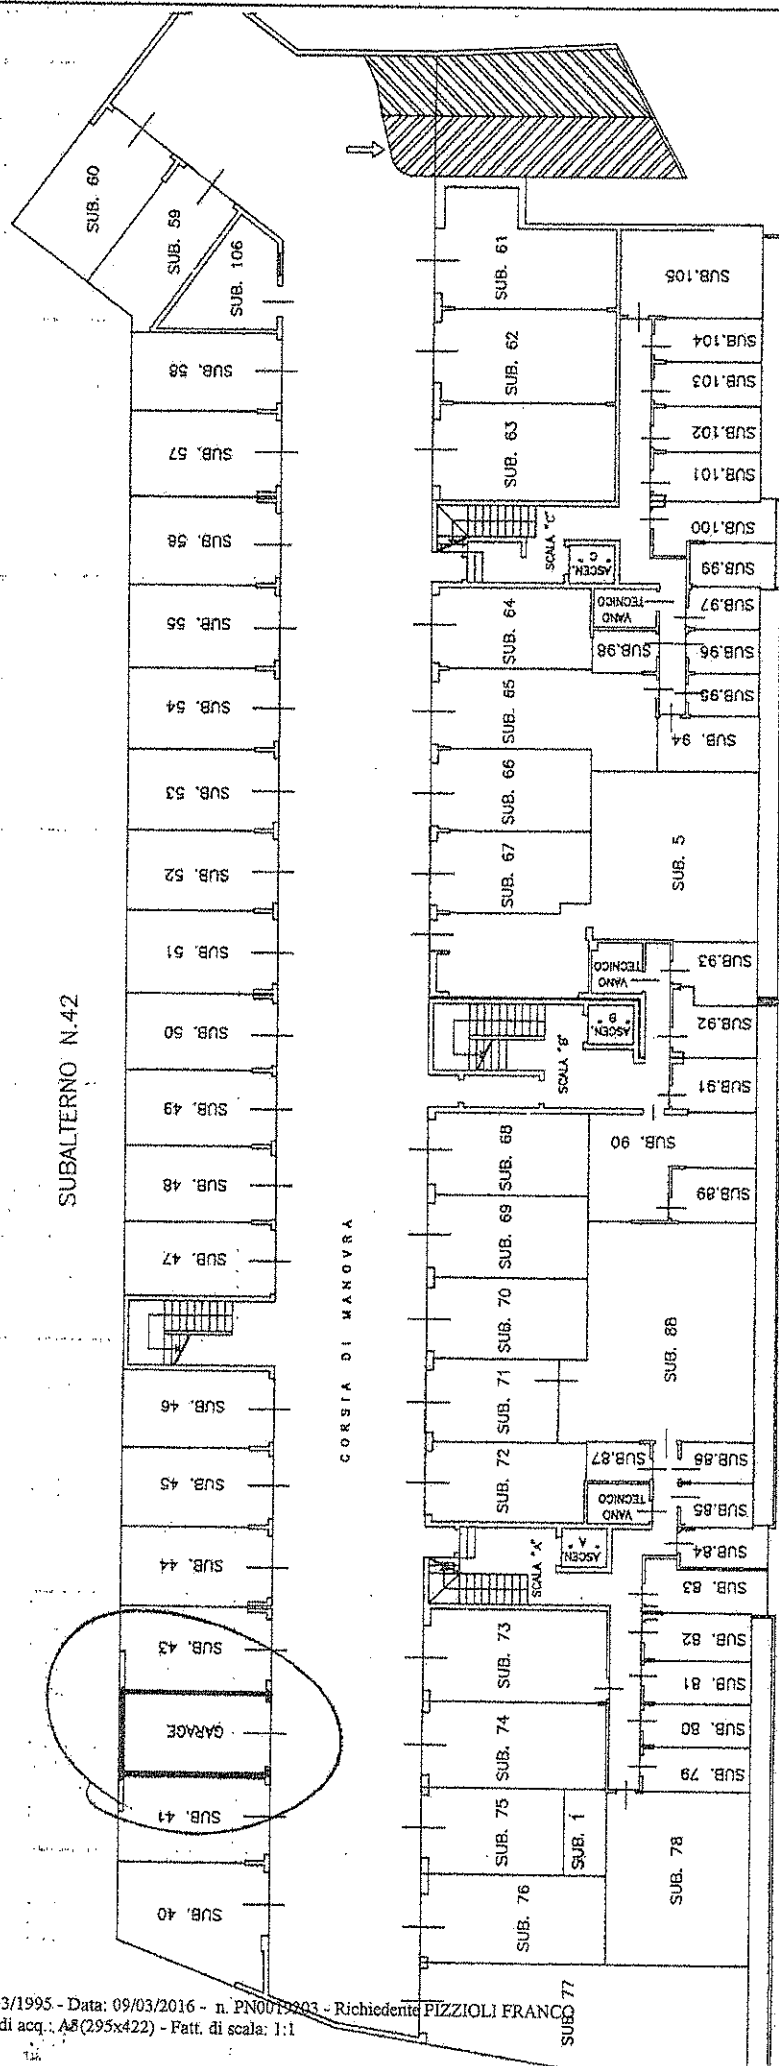 SUBALTERNO N.42
CORSIA DI MANOVRA
SUB. 60
SUB. 59
SUB. 106
SUB. 58
SUB. 57
SUB. 56
SUB. 55
SUB. 54
SUB. 53
SUB. 52
SUB. 51
SUB. 50
SUB. 49
SUB. 48
SUB. 47
SUB. 46
SUB. 45
SUB. 44
SUB. 43
GARAGE
SUB. 41
SUB. 40
SUB. 61
SUB. 62
SUB. 63
SCALA "C"
ASCEN.
" C "
VANO
TECNICO
SUB. 64
SUB. 65
SUB. 66
SUB. 67
SCALA "B"
ASCEN.
" B "
VANO
TECNICO
SUB. 68
SUB. 69
SUB. 70
SUB. 71
SUB. 72
SCALA "A"
ASCEN.
" A "
VANO
TECNICO
SUB. 73
SUB. 74
SUB. 75
SUB. 1
SUB. 76
SUB. 77
SUB.105
SUB.104
SUB.103
SUB.102
SUB.101
SUB.100
SUB.99
SUB.97
SUB.98
SUB.96
SUB.95
SUB. 94
SUB. 5
SUB.93
SUB.92
SUB.91
SUB. 90
SUB.89
SUB. 88
SUB.87
SUB.86
SUB.85
SUB.84
SUB. 83
SUB. 82
SUB. 81
SUB. 80
SUB. 79
SUB. 78
3/1995 - Data: 09/03/2016 - n. PN0019203 - Richiedente PIZZIOLI FRANCO
di acq.: A3(295x422) - Fatt. di scala: 1:1